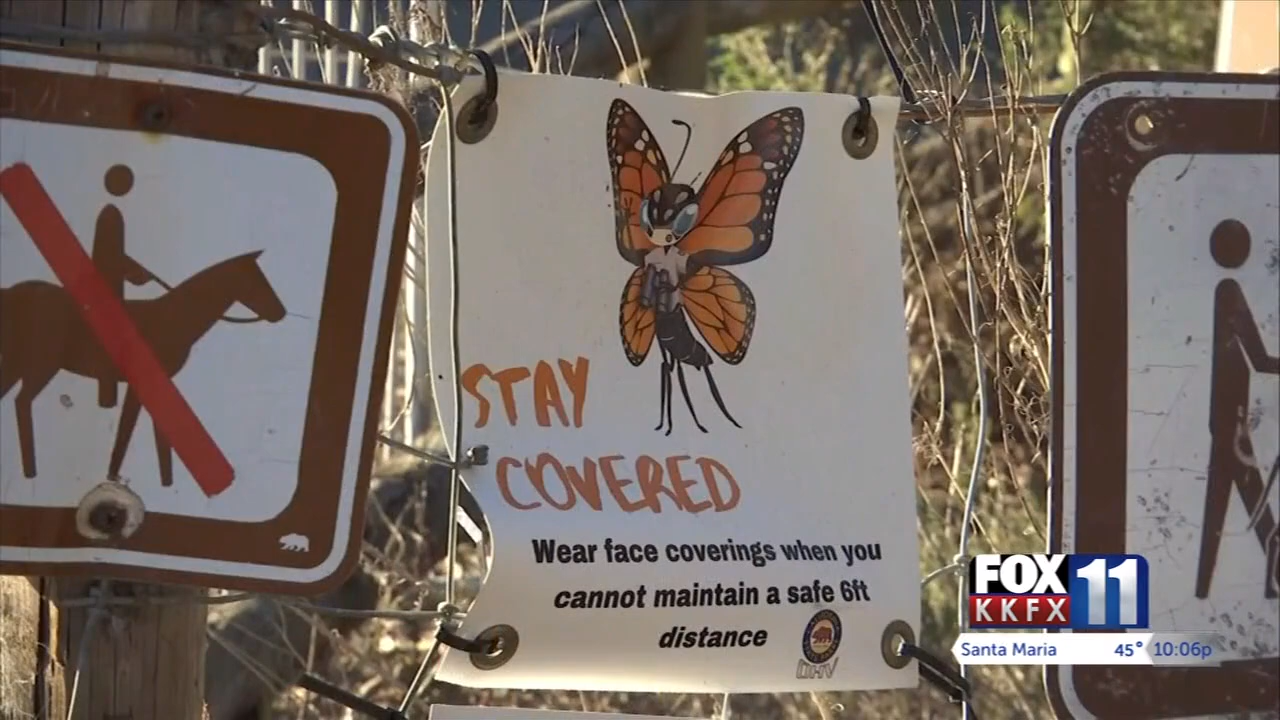 STAY
COVERED
Wear face coverings when you
cannot maintain a safe 6ft
distance
OHV
FOX 11
KKFX
Santa Maria 45° 10:06p